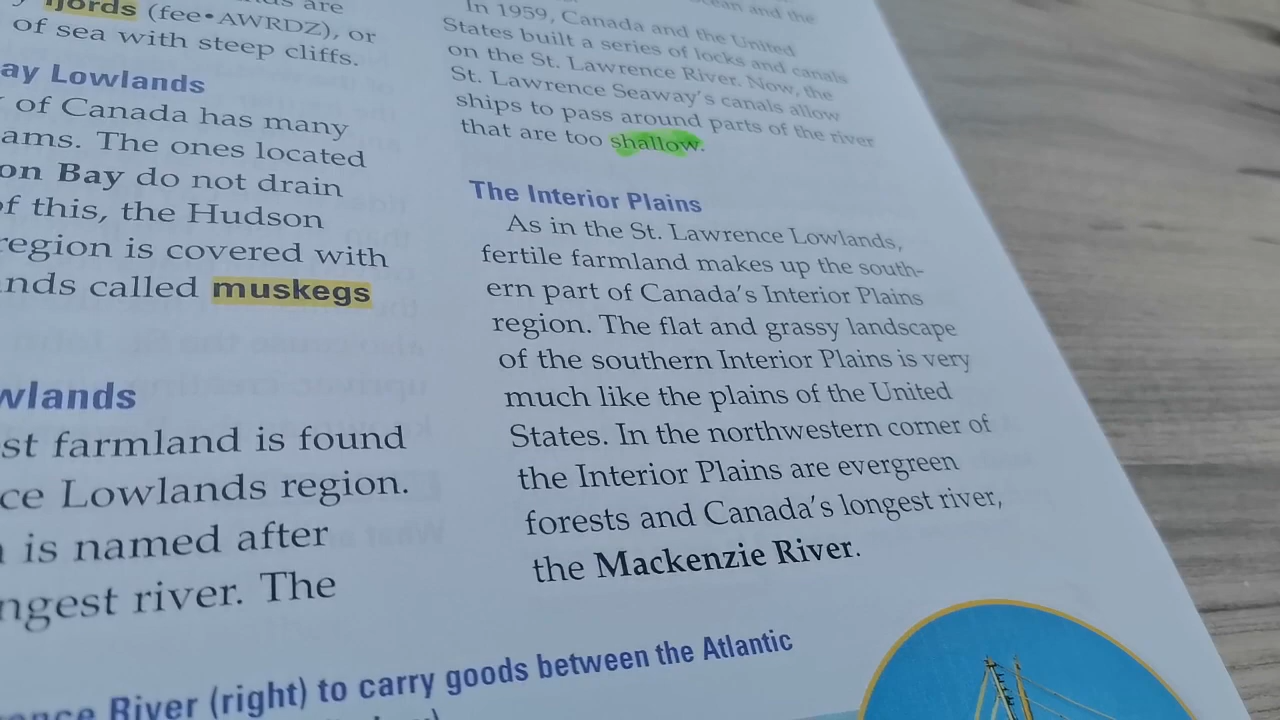 fjords (fee•AWRDZ), or
of sea with steep cliffs.
ay Lowlands
of Canada has many
ams. The ones located
on Bay do not drain
of this, the Hudson
region is covered with
nds called muskegs
wlands
st farmland is found
ce Lowlands region.
is named after
ngest river. The
In 1959, Canada and the United
States built a series of locks and canals
on the St. Lawrence River. Now, the
St. Lawrence Seaway's canals allow
ships to pass around parts of the river
that are too shallow.
The Interior Plains
As in the St. Lawrence Lowlands,
fertile farmland makes up the south-
ern part of Canada's Interior Plains
region. The flat and grassy landscape
of the southern Interior Plains is very
much like the plains of the United
States. In the northwestern corner of
the Interior Plains are evergreen
forests and Canada's longest river,
the Mackenzie River.
ence River (right) to carry goods between the Atlantic